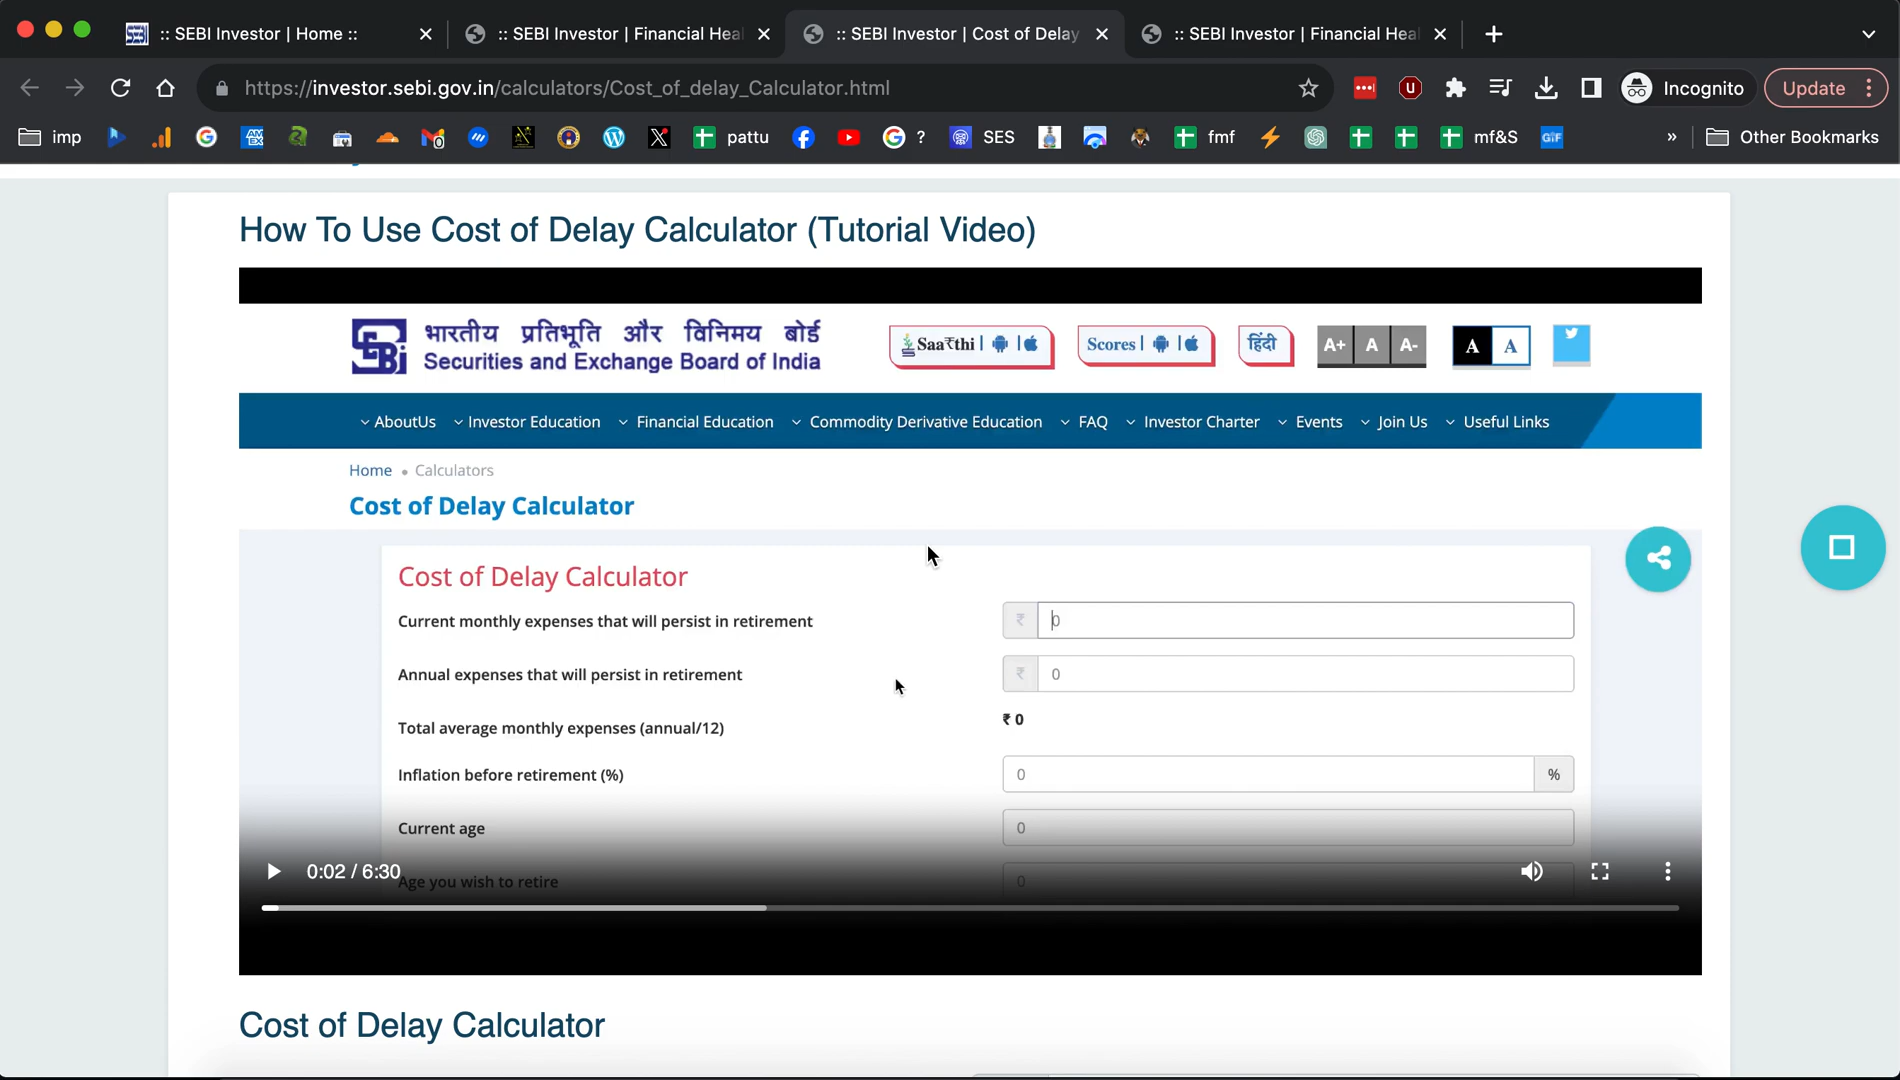 :: SEBI Investor | Home ::
:: SEBI Investor | Financial Heal
:: SEBI Investor | Cost of Delay
:: SEBI Investor | Financial Heal
https://investor.sebi.gov.in/calculators/Cost_of_delay_Calculator.html
Incognito
Update
imp
pattu
?
SES
fmf
mf&S
GIF
»
Other Bookmarks
How To Use Cost of Delay Calculator (Tutorial Video)
भारतीय प्रतिभूति और विनिमय बोर्ड
Securities and Exchange Board of India
Saa₹thi |
Scores |
हिंदी
A+ A A-
A A
AboutUs Investor Education Financial Education Commodity Derivative Education FAQ Investor Charter Events Join Us Useful Links
Home • Calculators
Cost of Delay Calculator
Cost of Delay Calculator
Current monthly expenses that will persist in retirement ₹ 0
Annual expenses that will persist in retirement ₹ 0
Total average monthly expenses (annual/12) ₹ 0
Inflation before retirement (%) 0 %
Current age 0
Age you wish to retire 0
0:02 / 6:30
Cost of Delay Calculator